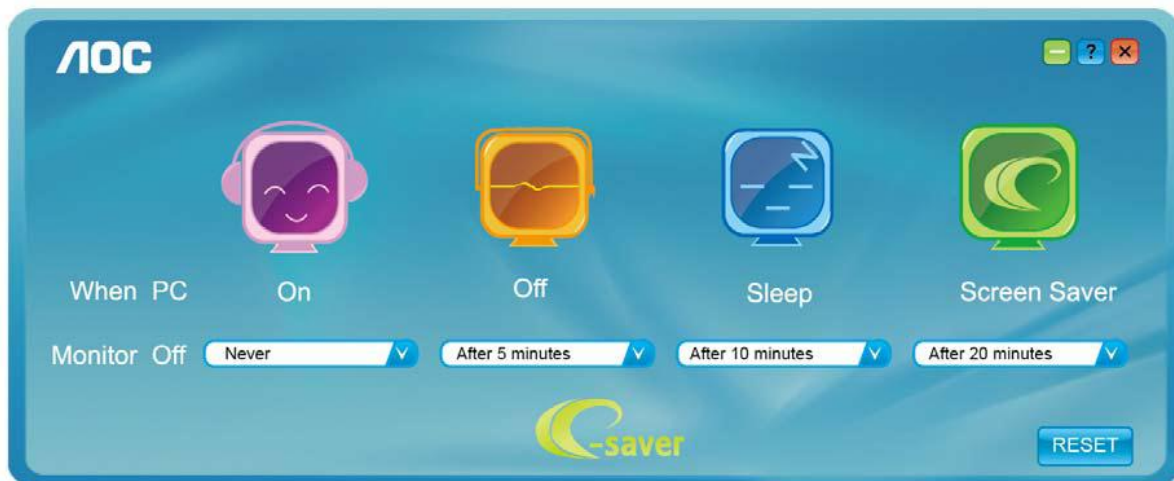 AOC
?
When PC On Off Sleep Screen Saver
Monitor Off Never After 5 minutes After 10 minutes After 20 minutes
e-saver
RESET